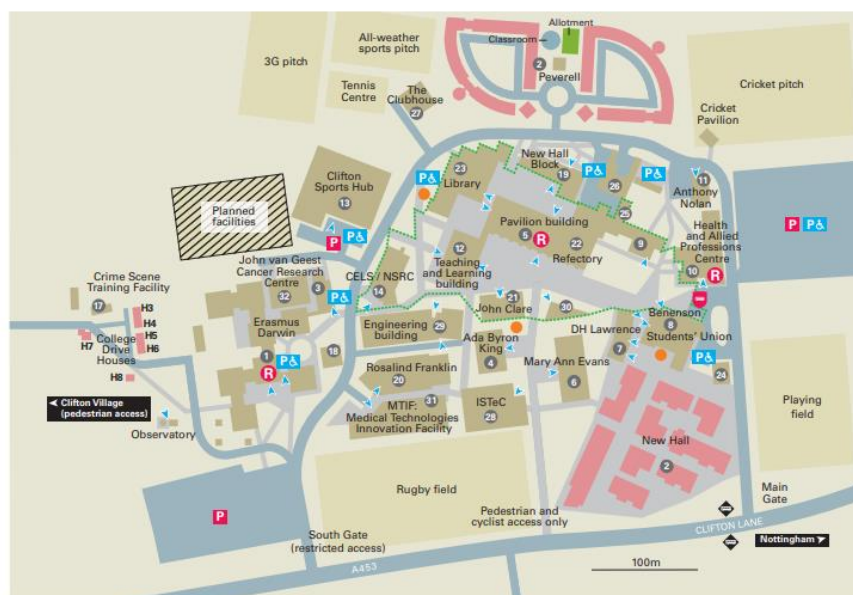 Allotment
Classroom
2
Peverell
All-weather
sports pitch
3G pitch
Tennis
Centre
The
Clubhouse
27
Cricket pitch
Cricket
Pavilion
New Hall
Block
19
26
25
P
11
Anthony
Nolan
23
Library
P
Clifton
Sports Hub
13
P
P
Planned
facilities
Pavilion building
5
R
22
Refectory
9
Health
and Allied
Professions
Centre
10
R
P
P
12
Teaching
and Learning
building
John van Geest
Cancer Research
Centre
32
3
P
CELS / NSRC
14
Crime Scene
Training Facility
17
H3
H4
H5
H6
H7
H8
College
Drive
Houses
Erasmus
Darwin
1
P
R
18
Engineering
building
29
21
John Clare
30
Ada Byron
King
4
Mary Ann Evans
6
DH Lawrence
7
Benenson
8
Students' Union
P
24
Rosalind Franklin
20
31
MTIF:
Medical Technologies
Innovation Facility
ISTeC
28
Clifton Village
(pedestrian access)
Observatory
New Hall
2
Playing
field
Rugby field
P
South Gate
(restricted access)
Pedestrian and
cyclist access only
Main
Gate
CLIFTON LANE
Nottingham
A453
100m